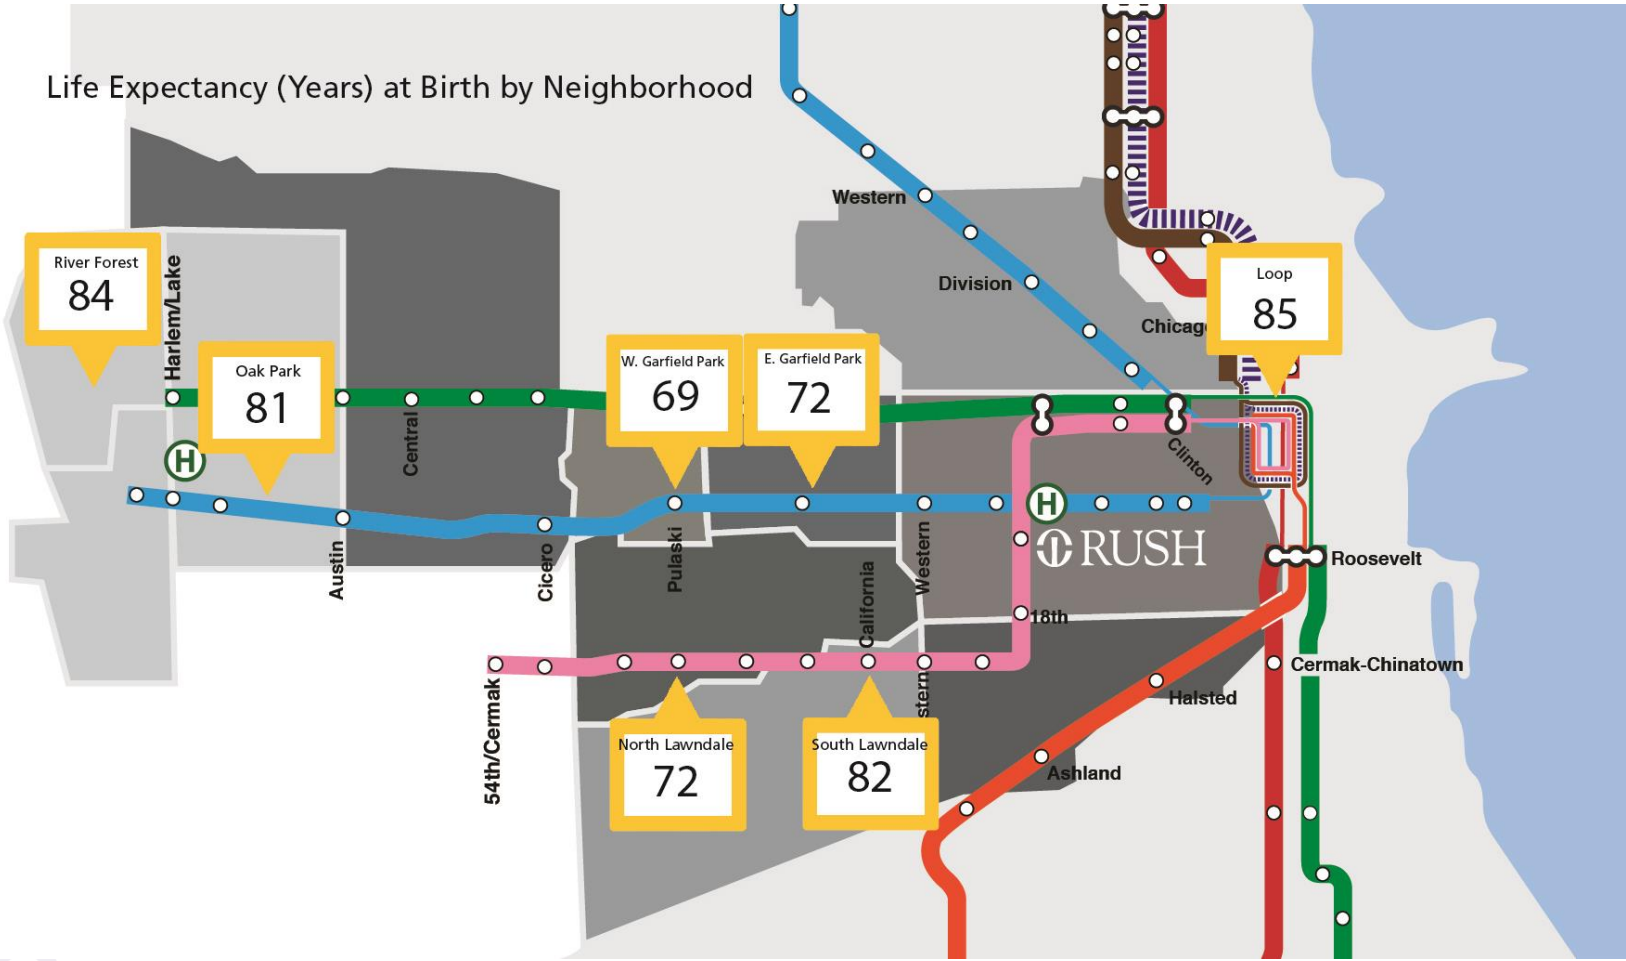 Life Expectancy (Years) at Birth by Neighborhood
Western
Division
River Forest
84
Harlem/Lake
Loop
85
Chicag
Oak Park
81
W. Garfield Park
69
E. Garfield Park
72
Central
Clinton
H
H
RUSH
Austin
Cicero
Pulaski
California
Western
Roosevelt
18th
Cermak-Chinatown
54th/Cermak
stern
Halsted
North Lawndale
72
South Lawndale
82
Ashland